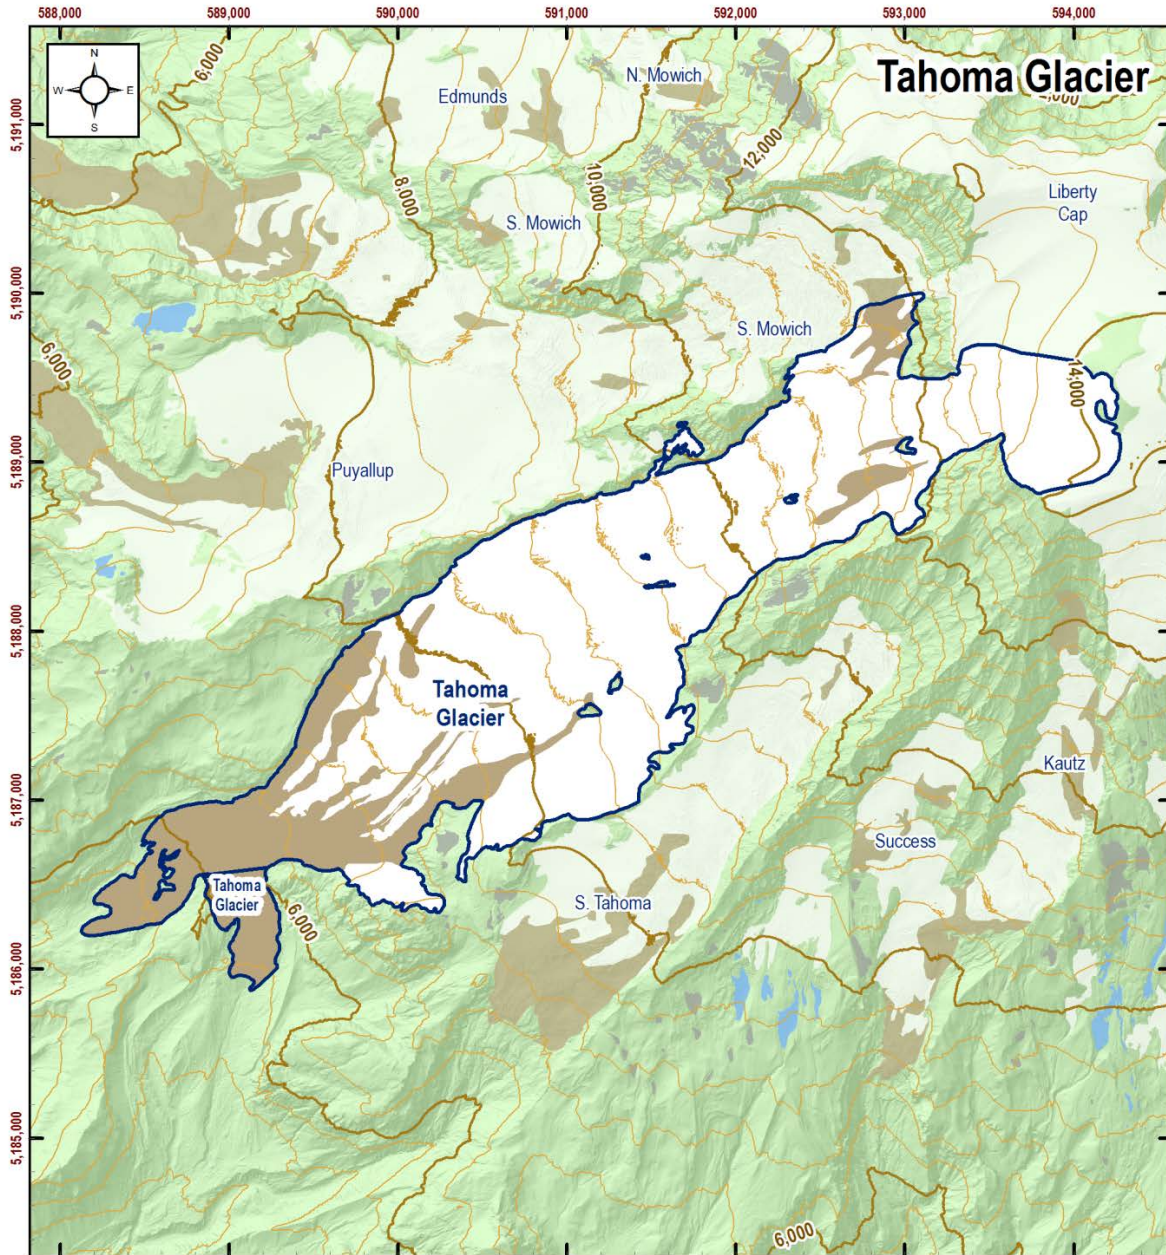 588,000
589,000
590,000
591,000
592,000
593,000
594,000
N
W
E
S
6,000
Edmunds
N. Mowich
Tahoma Glacier
5,191,000
12,000
8,000
10,000
S. Mowich
Liberty
Cap
5,190,000
S. Mowich
6,000
14,000
5,189,000
Puyallup
5,188,000
Tahoma
Glacier
5,187,000
Kautz
Success
Tahoma
Glacier
S. Tahoma
6,000
5,186,000
5,185,000
6,000